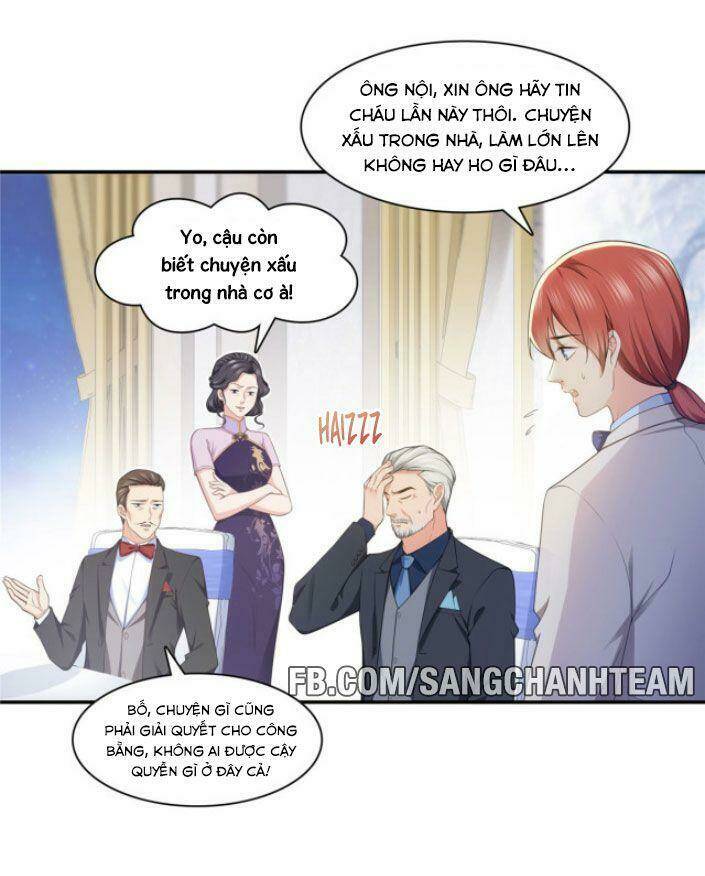 ÔNG NỘI, XIN ÔNG HÃY TIN
CHÁU LẦN NÀY THÔI. CHUYỆN
XẤU TRONG NHÀ, LÀM LỚN LÊN
KHÔNG HAY HO GÌ ĐÂU...
Yo, cậu còn
biết chuyện xấu
trong nhà cơ à!
HAIZZZ
FB.COM/SANGCHANHTEAM
BỐ, CHUYỆN GÌ CŨNG
PHẢI GIẢI QUYẾT CHO CÔNG
BẰNG, KHÔNG AI ĐƯỢC CẬY
QUYỀN GÌ Ở ĐÂY CẢ!